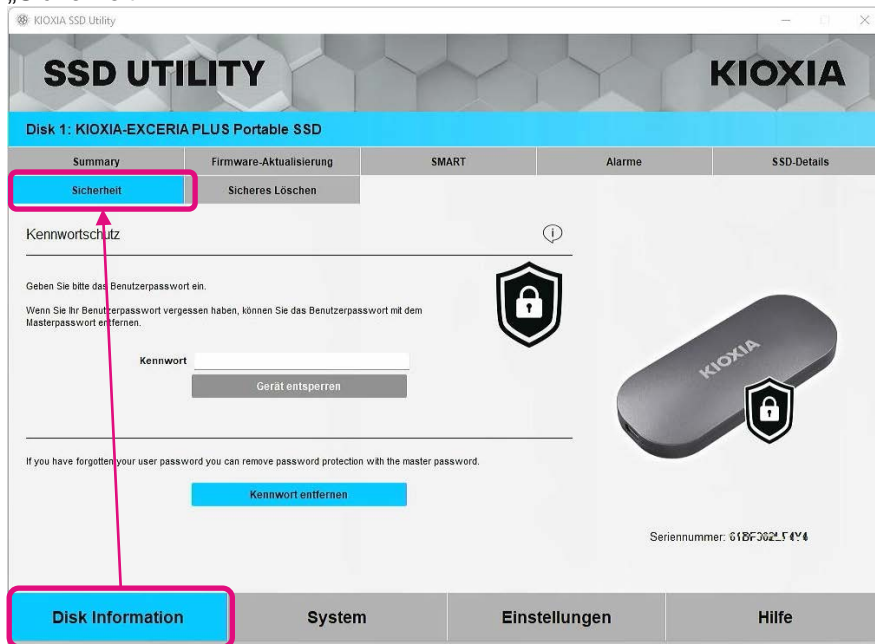 KIOXIA SSD Utility
SSD UTILITY
KIOXIA
Disk 1: KIOXIA-EXCERIA PLUS Portable SSD
Summary Firmware-Aktualisierung SMART Alarme SSD-Details
Sicherheit Sicheres Löschen
Kennwortschutz
Geben Sie bitte das Benutzerpasswort ein.
Wenn Sie Ihr Benutzerpasswort vergessen haben, können Sie das Benutzerpasswort mit dem
Masterpasswort entfernen.
Kennwort
Gerät entsperren
KIOXIA
If you have forgotten your user password you can remove password protection with the master password.
Kennwort entfernen
Seriennummer:
Disk Information System Einstellungen Hilfe